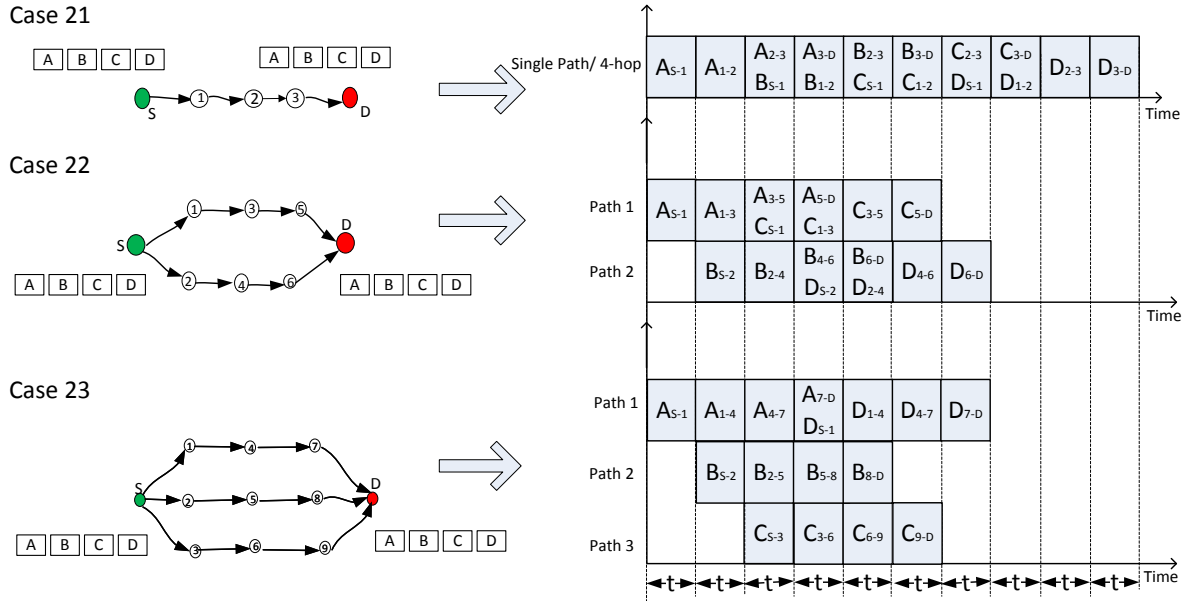 Case 21
A B C D
A B C D
S 1 2 3 D
Single Path/ 4-hop
AS-1 A1-2 A2-3 BS-1 A3-D B1-2 B2-3 CS-1 B3-D C1-2 C2-3 DS-1 C3-D D1-2 D2-3 D3-D
Time
Case 22
1 3 5
S D
2 4 6
A B C D
A B C D
Path 1
AS-1 A1-3 A3-5 CS-1 A5-D C1-3 C3-5 C5-D
Path 2
BS-2 B2-4 B4-6 DS-2 B6-D D2-4 D4-6 D6-D
Time
Case 23
1 4 7
S 2 5 8 D
3 6 9
A B C D
A B C D
Path 1
AS-1 A1-4 A4-7 A7-D DS-1 D1-4 D4-7 D7-D
Path 2
BS-2 B2-5 B5-8 B8-D
Path 3
CS-3 C3-6 C6-9 C9-D
Time
t t t t t t t t t t